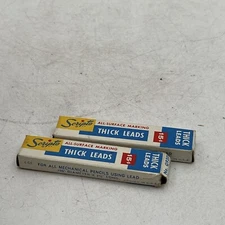 Scripto
ALL-SURFACE MARKING
THICK LEADS
15¢
THICK
LEADS
Scripto
ALL-SURFACE MARKING
THICK LEADS
15¢
THICK
LEADS
FOR ALL MECHANICAL PENCILS USING LEAD